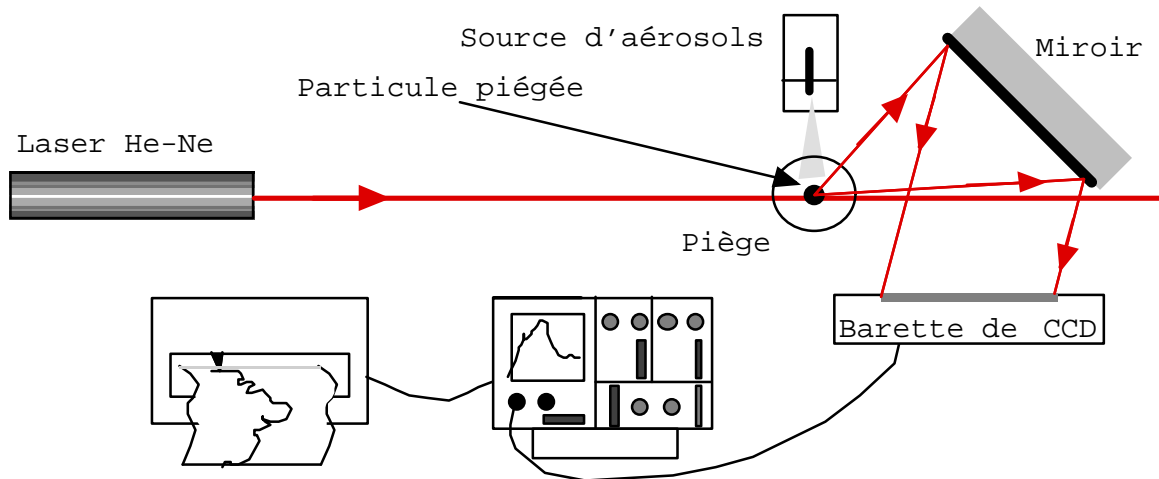 Source d'aérosols
Miroir
Particule piégée
Laser He-Ne
Piège
Barette de CCD